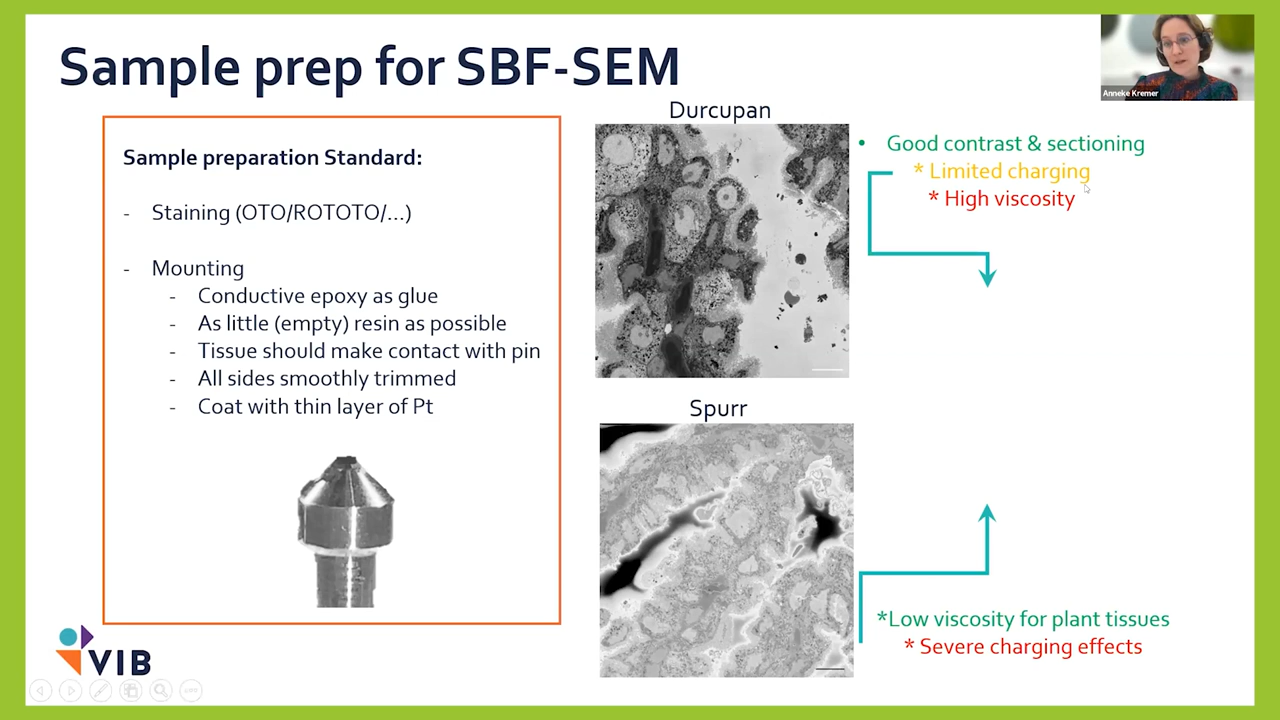 Sample prep for SBF-SEM
Anneke Kremer
Sample preparation Standard:
- Staining (OTO/ROTOTO/...)
- Mounting
- Conductive epoxy as glue
- As little (empty) resin as possible
- Tissue should make contact with pin
- All sides smoothly trimmed
- Coat with thin layer of Pt
Durcupan
• Good contrast & sectioning
* Limited charging
* High viscosity
Spurr
*Low viscosity for plant tissues
* Severe charging effects
VIB